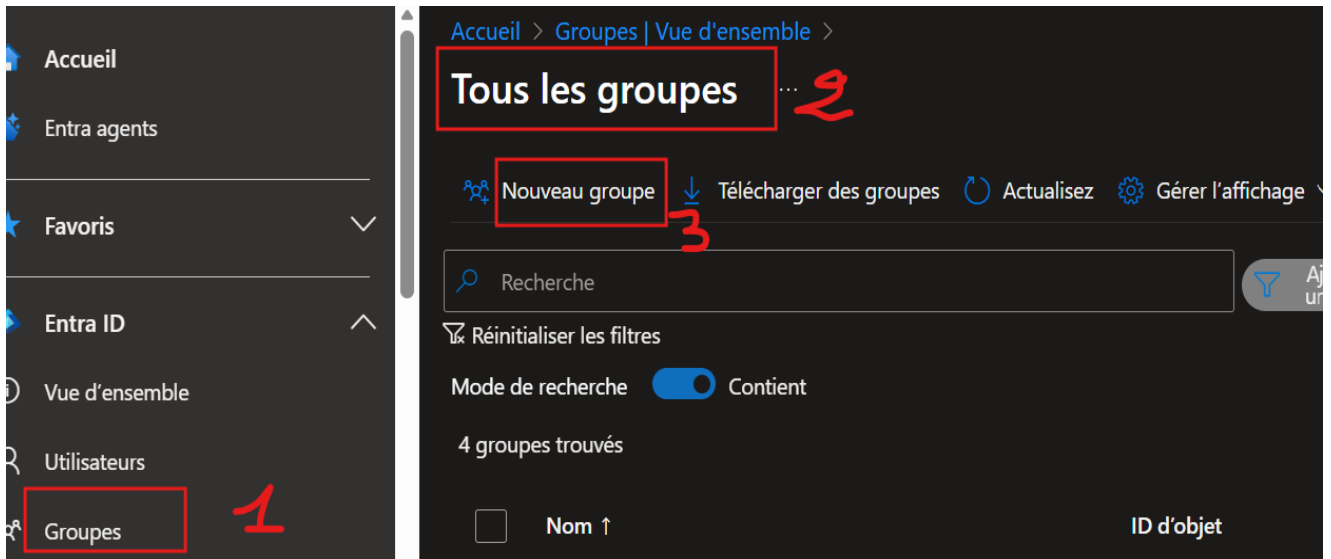 Accueil
Entra agents
Favoris
Entra ID
Vue d'ensemble
Utilisateurs
Groupes
1
Accueil > Groupes | Vue d'ensemble >
Tous les groupes ... 2
Nouveau groupe Télécharger des groupes Actualisez Gérer l'affichage
3
Recherche
Réinitialiser les filtres
Mode de recherche Contient
4 groupes trouvés
Nom ↑ ID d'objet